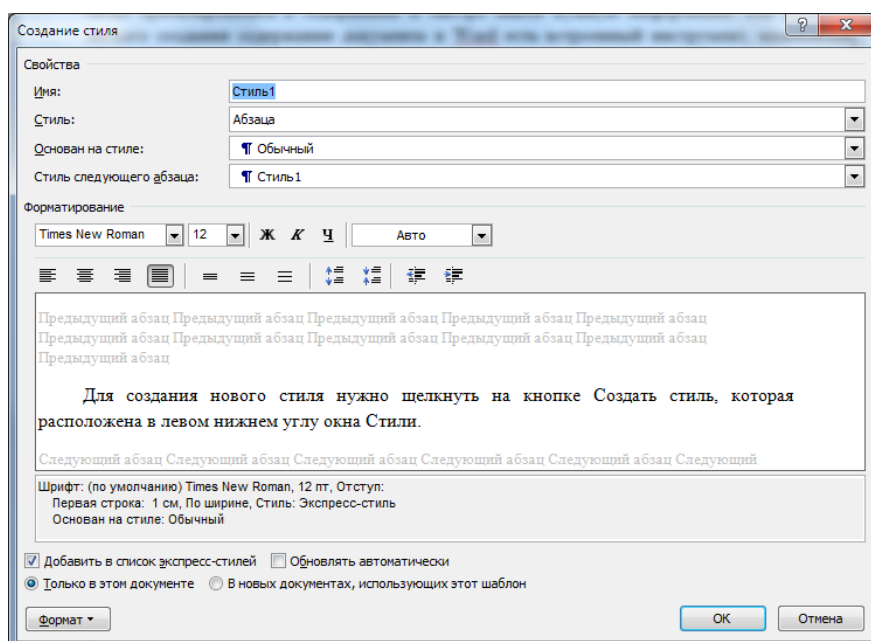 Создание стиля
Свойства
Имя: Стиль1
Стиль: Абзаца
Основан на стиле: ¶ Обычный
Стиль следующего абзаца: ¶ Стиль1
Форматирование
Times New Roman 12 Ж К Ч Авто
Предыдущий абзац Предыдущий абзац Предыдущий абзац Предыдущий абзац Предыдущий абзац
Предыдущий абзац Предыдущий абзац Предыдущий абзац Предыдущий абзац Предыдущий абзац
Предыдущий абзац
Для создания нового стиля нужно щелкнуть на кнопке Создать стиль, которая
расположена в левом нижнем углу окна Стили.
Следующий абзац Следующий абзац Следующий абзац Следующий абзац Следующий абзац Следующий
Шрифт: (по умолчанию) Times New Roman, 12 пт, Отступ:
Первая строка: 1 см, По ширине, Стиль: Экспресс-стиль
Основан на стиле: Обычный
Добавить в список экспресс-стилей Обновлять автоматически
Только в этом документе В новых документах, использующих этот шаблон
Формат OK Отмена